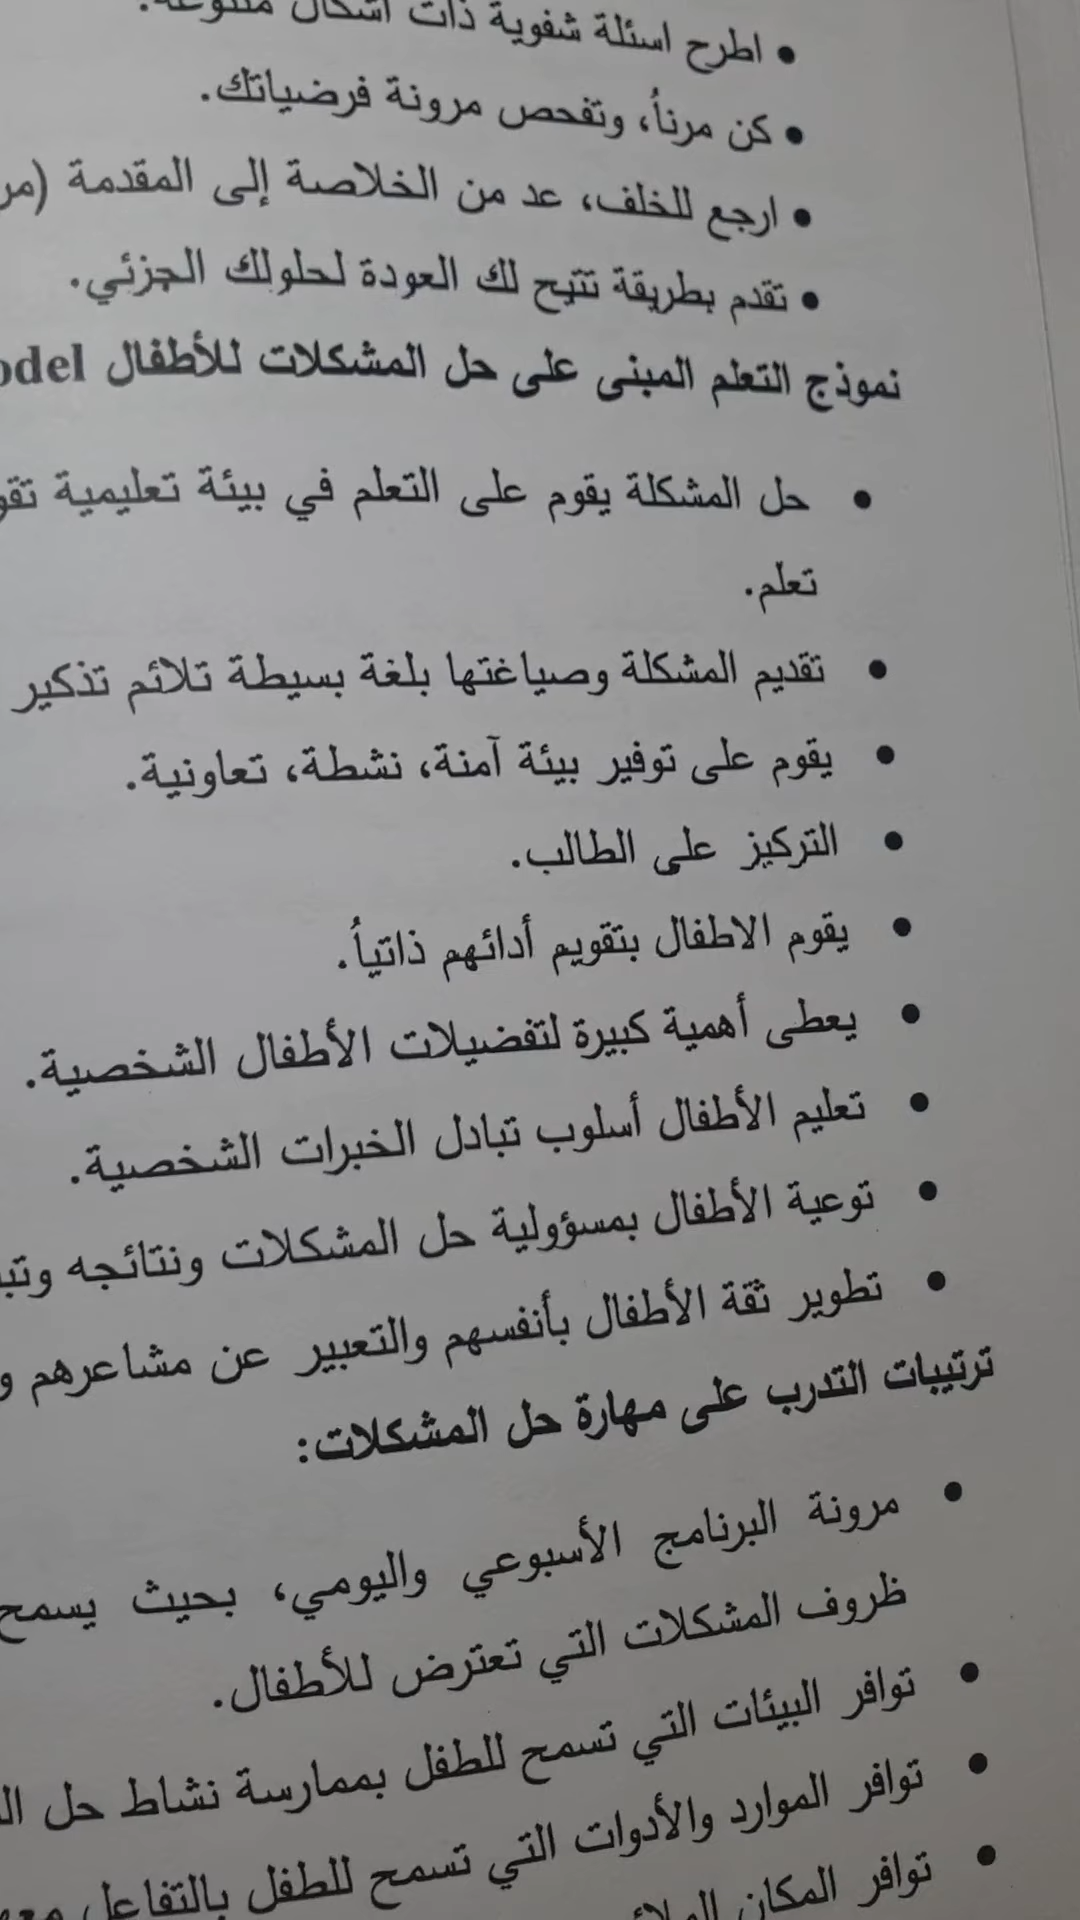 • اطرح اسئلة شفوية ذات أشكال متنوعة.
• كن مرناً، وتفحص مرونة فرضياتك.
• ارجع للخلف، عد من الخلاصة إلى المقدمة
• تقدم بطريقة تتيح لك العودة لحلولك الجزئي.
نموذج التعلم المبنى على حل المشكلات للأطفال odel
• حل المشكلة يقوم على التعلم في بيئة تعليمية
تعلم.
• تقديم المشكلة وصياغتها بلغة بسيطة تلائم تذكير
• يقوم على توفير بيئة آمنة، نشطة، تعاونية.
• التركيز على الطالب.
• يقوم الاطفال بتقويم أدائهم ذاتياً.
• يعطى أهمية كبيرة لتفضيلات الأطفال الشخصية.
• تعليم الأطفال أسلوب تبادل الخبرات الشخصية.
• توعية الأطفال بمسؤولية حل المشكلات ونتائجه
• تطوير ثقة الأطفال بأنفسهم والتعبير عن مشاعرهم
ترتيبات التدرب على مهارة حل المشكلات:
• مرونة البرنامج الأسبوعي واليومي، بحيث يسمح
ظروف المشكلات التي تعترض للأطفال.
• توافر البيئات التي تسمح للطفل بممارسة نشاط حل
• توافر الموارد والأدوات التي تسمح للطفل بالتفاعل
• توافر المكان